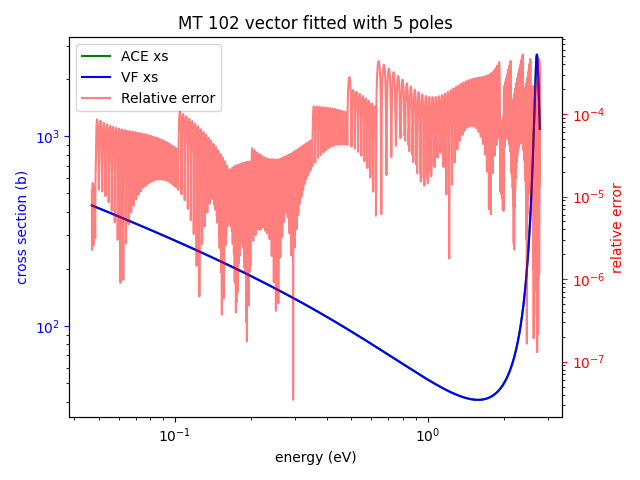 MT 102 vector fitted with 5 poles
ACE xs
VF xs
Relative error
10³
10²
cross section (b)
10⁻⁴
10⁻⁵
10⁻⁶
10⁻⁷
relative error
10⁻¹
10⁰
energy (eV)